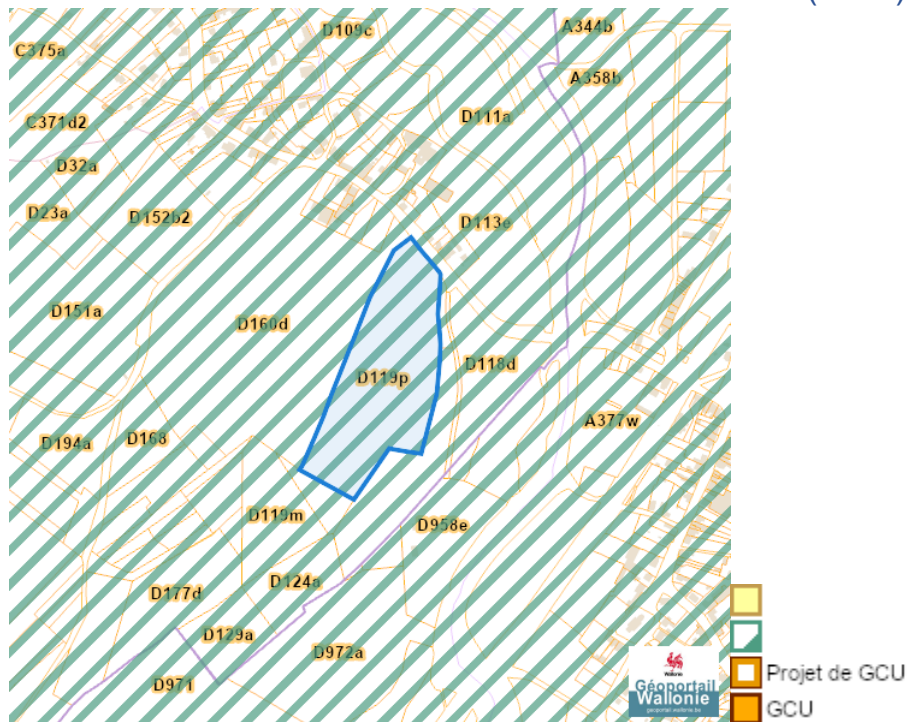 D109c
A344b
C375a
A358b
C371d2
D111a
D32a
D23a
D152b2
D113e
D151a
D160d
D118d
D119p
D194a
D168
A377w
D119m
D958e
D124a
D177d
D129a
D972a
D971
Wallonie
Géoportail
Wallonie
geoportail.wallonie.be
Projet de GCU
GCU